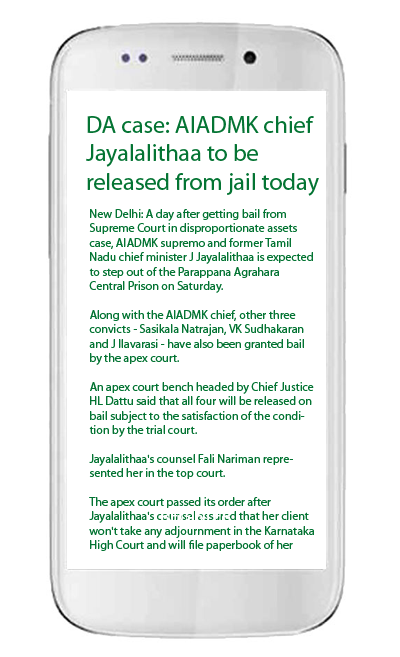 DA case: AIADMK chief
Jayalalithaa to be
released from jail today
New Delhi: A day after getting bail from
Supreme Court in disproportionate assets
case, AIADMK supremo and former Tamil
Nadu chief minister J Jayalalithaa is expected
to step out of the Parappana Agrahara
Central Prison on Saturday.
Along with the AIADMK chief, other three
convicts - Sasikala Natrajan, VK Sudhakaran
and J Ilavarasi - have also been granted bail
by the apex court.
An apex court bench headed by Chief Justice
HL Dattu said that all four will be released on
bail subject to the satisfaction of the condi-
tion by the trial court.
Jayalalithaa's counsel Fali Nariman repre-
sented her in the top court.
The apex court passed its order after
Jayalalithaa's counsel assured that her client
won't take any adjournment in the Karnataka
High Court and will file paperbook of her